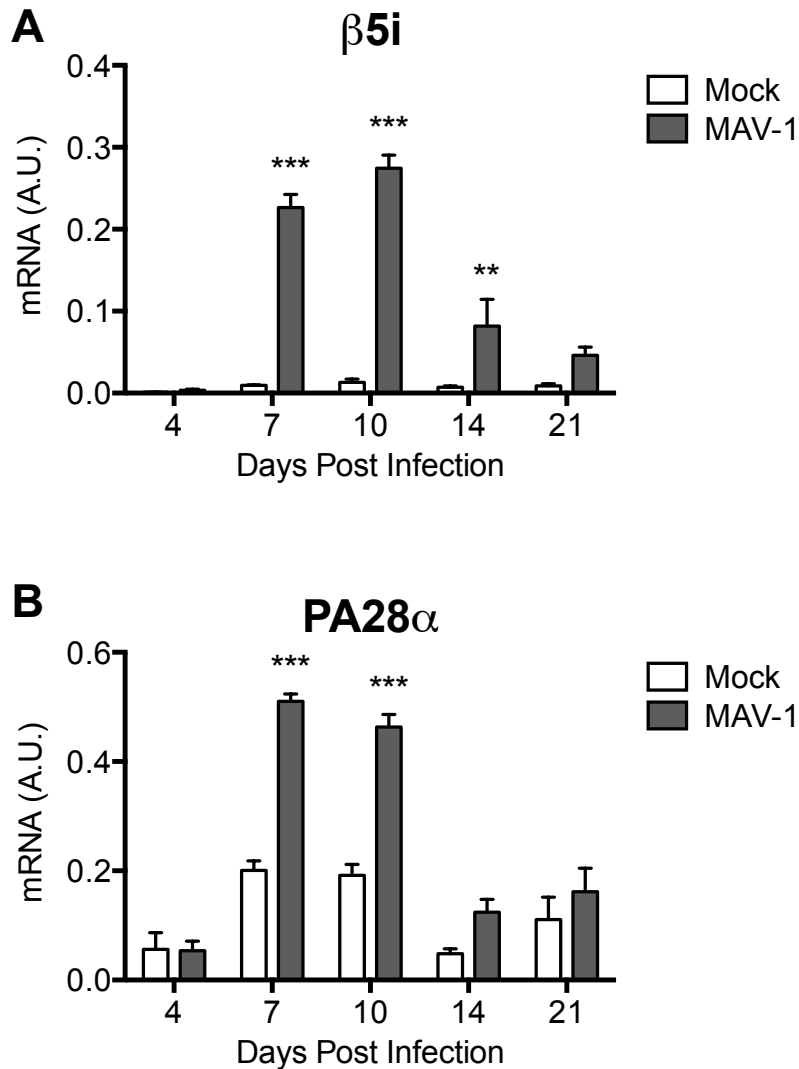 A
β5i
0.4
0.3
0.2
0.1
0.0
mRNA (A.U.)
***
***
**
4 7 10 14 21
Days Post Infection
Mock
MAV-1
B
PA28α
0.6
0.4
0.2
0.0
mRNA (A.U.)
***
***
4 7 10 14 21
Days Post Infection
Mock
MAV-1